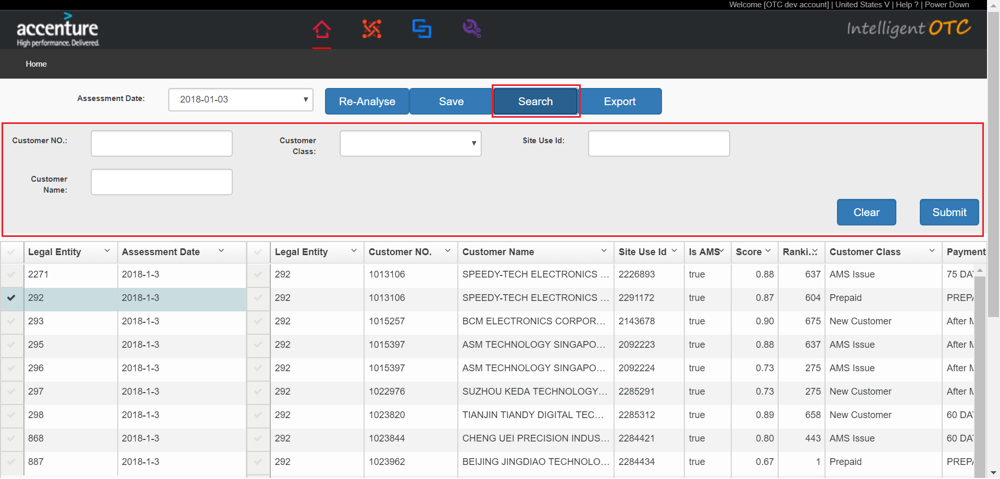 Welcome [OTC dev account] | United States V | Help ? | Power Down
accenture
High performance. Delivered.
Intelligent OTC
Home
Assessment Date: 2018-01-03 Re-Analyse Save Search Export
Customer NO.: Customer Class: Site Use Id:
Customer Name:
Clear Submit
Legal Entity Assessment Date Legal Entity Customer NO. Customer Name Site Use Id Is AMS Score Ranki... Customer Class Payment
2271 2018-1-3 292 1013106 SPEEDY-TECH ELECTRONICS ... 2226893 true 0.88 637 AMS Issue 75 DA
292 2018-1-3 292 1013106 SPEEDY-TECH ELECTRONICS ... 2291172 true 0.87 604 Prepaid PREP
293 2018-1-3 292 1015257 BCM ELECTRONICS CORPOR... 2143678 true 0.90 675 New Customer After
295 2018-1-3 292 1015397 ASM TECHNOLOGY SINGAPO... 2092223 true 0.88 637 AMS Issue After
296 2018-1-3 292 1015397 ASM TECHNOLOGY SINGAPO... 2092224 true 0.73 275 AMS Issue After
297 2018-1-3 292 1022976 SUZHOU KEDA TECHNOLOGY... 2285291 true 0.73 275 New Customer After
298 2018-1-3 292 1023820 TIANJIN TIANDY DIGITAL TEC... 2285312 true 0.89 658 New Customer 60 DA
868 2018-1-3 292 1023844 CHENG UEI PRECISION INDUS... 2284421 true 0.80 443 AMS Issue 60 DA
887 2018-1-3 292 1023962 BEIJING JINGDIAO TECHNOLO... 2284434 true 0.67 1 Prepaid PREP